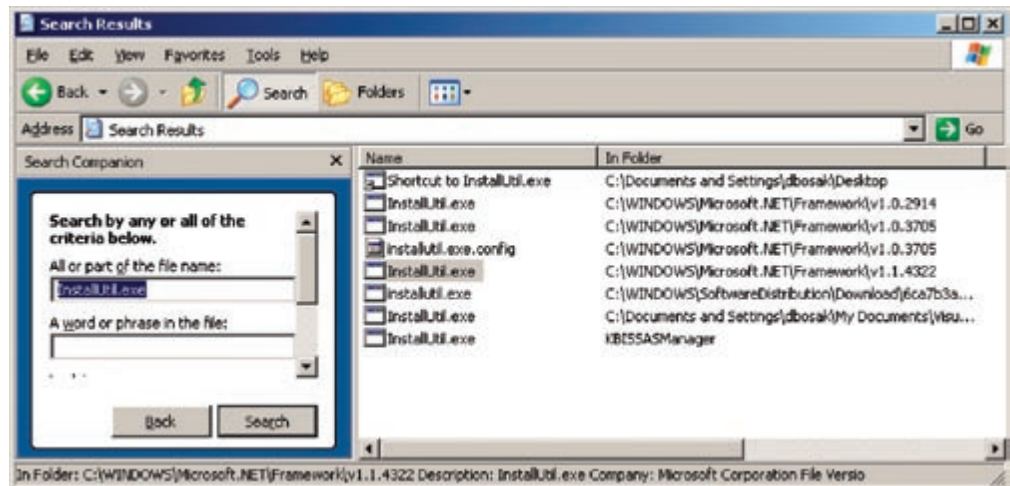 Search Results
File Edit View Favorites Tools Help
Back Search Folders
Address Search Results Go
Search Companion
Search by any or all of the
criteria below.
All or part of the file name:
InstallUtil.exe
A word or phrase in the file:
Back Search
Name In Folder
Shortcut to InstallUtil.exe C:\Documents and Settings\dbosak\Desktop
InstallUtil.exe C:\WINDOWS\Microsoft.NET\Framework\v1.0.2914
InstallUtil.exe C:\WINDOWS\Microsoft.NET\Framework\v1.0.3705
installutil.exe.config C:\WINDOWS\Microsoft.NET\Framework\v1.0.3705
InstallUtil.exe C:\WINDOWS\Microsoft.NET\Framework\v1.1.4322
installutil.exe C:\WINDOWS\SoftwareDistribution\Download\6ca7b3a...
InstallUtil.exe C:\Documents and Settings\dbosak\My Documents\Visu...
InstallUtil.exe KBISSASManager
In Folder: C:\WINDOWS\Microsoft.NET\Framework\v1.1.4322 Description: InstallUtil.exe Company: Microsoft Corporation File Versio